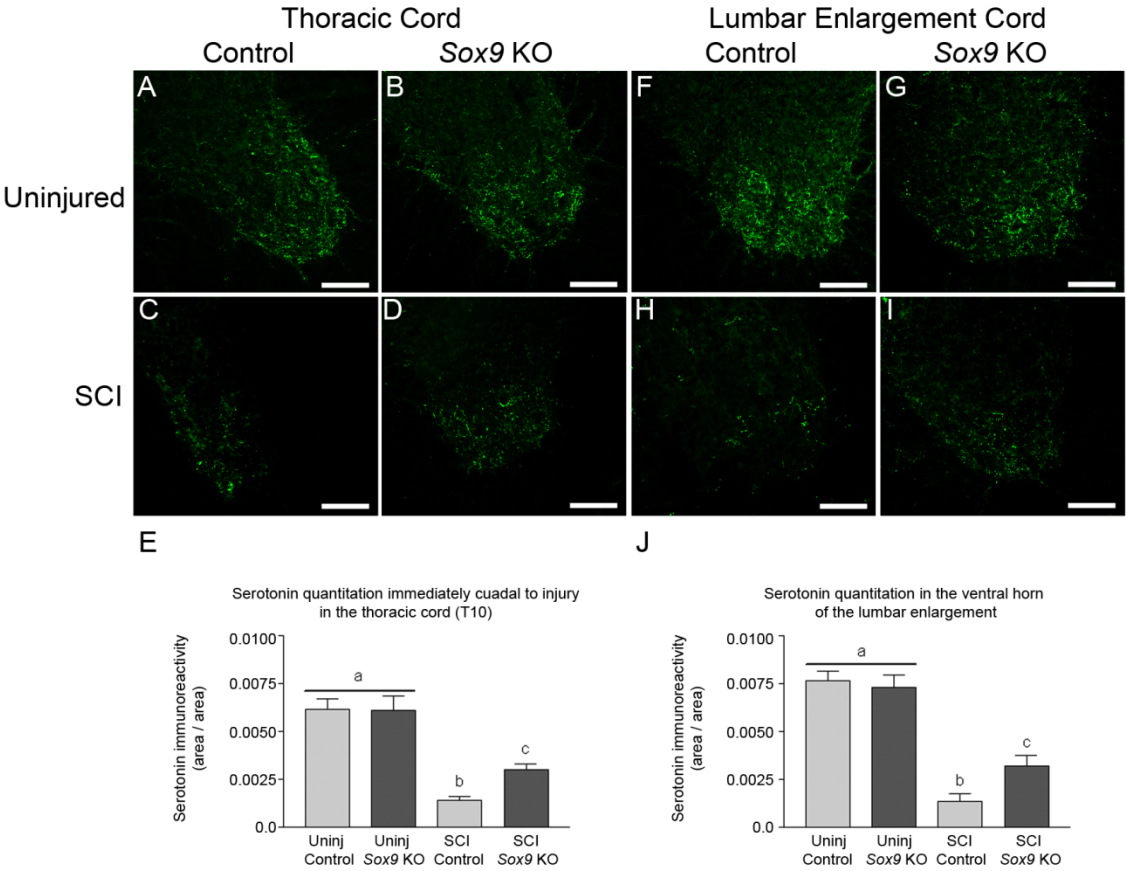 Thoracic Cord
Lumbar Enlargement Cord
Control
Sox9 KO
Control
Sox9 KO
Uninjured
A
B
F
G
SCI
C
D
H
I
E
Serotonin quantitation immediately cuadal to injury
in the thoracic cord (T10)
Serotonin immunoreactivity
(area / area)
0.0100
0.0075
0.0050
0.0025
0.0
a
b
c
Uninj
Control
Uninj
Sox9 KO
SCI
Control
SCI
Sox9 KO
J
Serotonin quantitation in the ventral horn
of the lumbar enlargement
Serotonin immunoreactivity
(area / area)
0.0100
0.0075
0.0050
0.0025
0.0
a
b
c
Uninj
Control
Uninj
Sox9 KO
SCI
Control
SCI
Sox9 KO